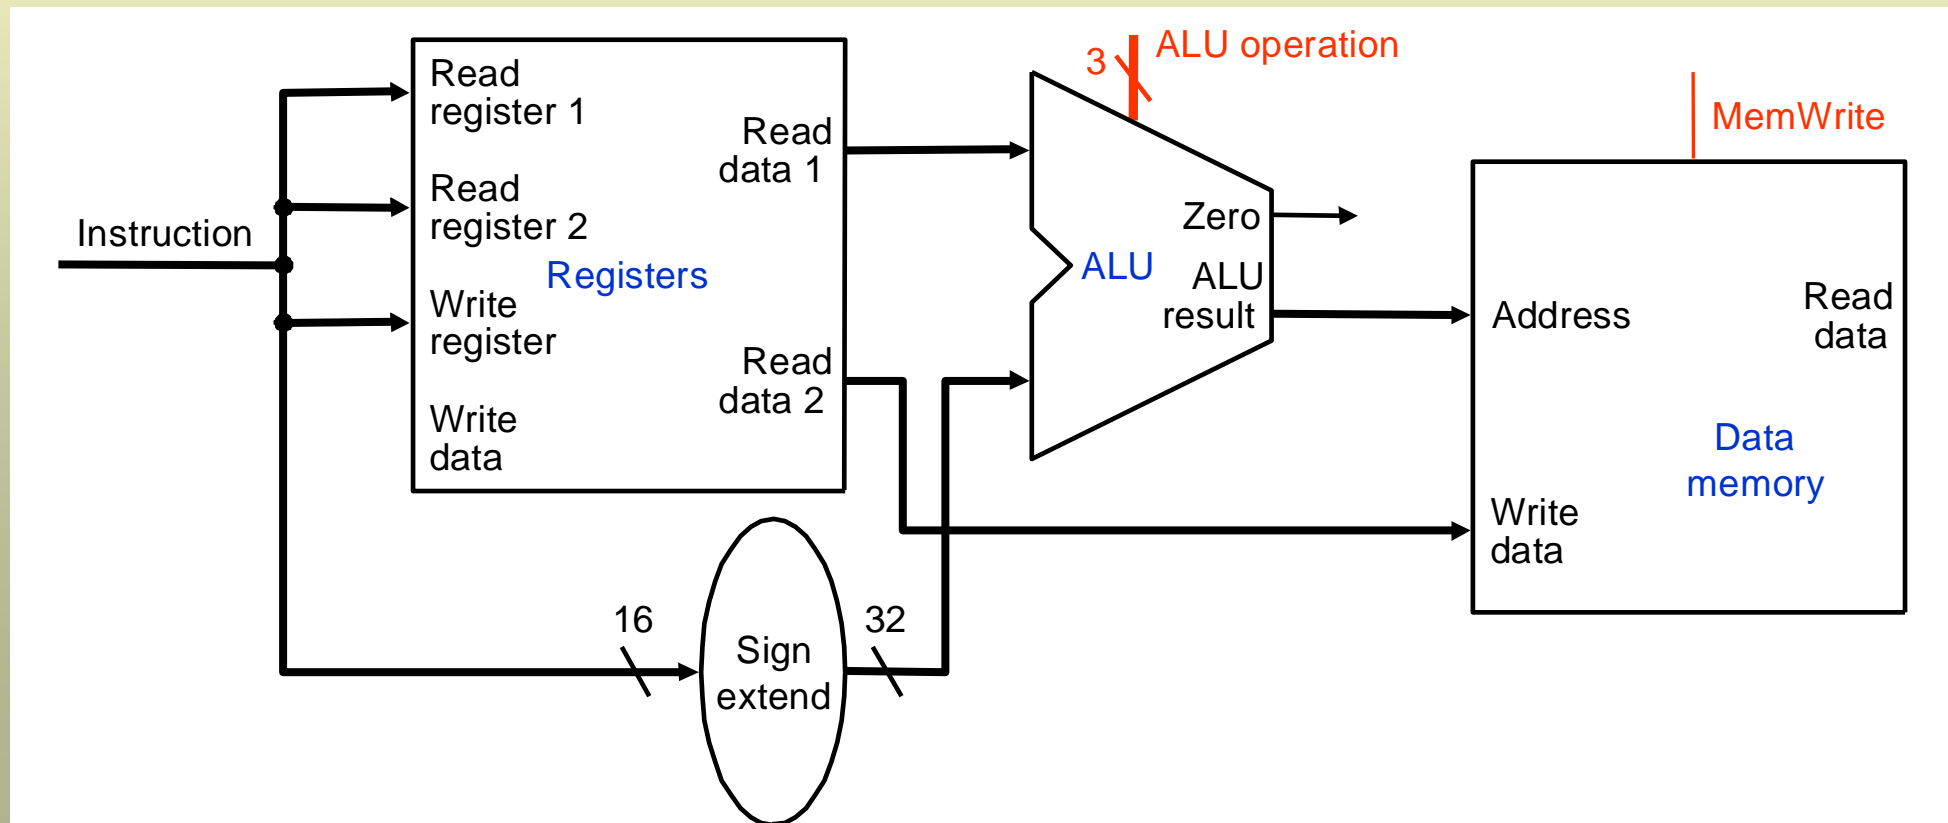 Instruction
Read
register 1
Read
register 2
Registers
Write
register
Write
data
Read
data 1
Read
data 2
16
Sign
extend
32
3
ALU operation
Zero
ALU
ALU
result
MemWrite
Address
Read
data
Data
memory
Write
data